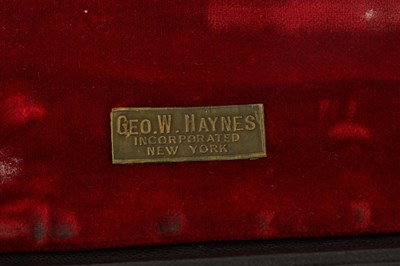 GEO. W. HAYNES
INCORPORATED
NEW YORK